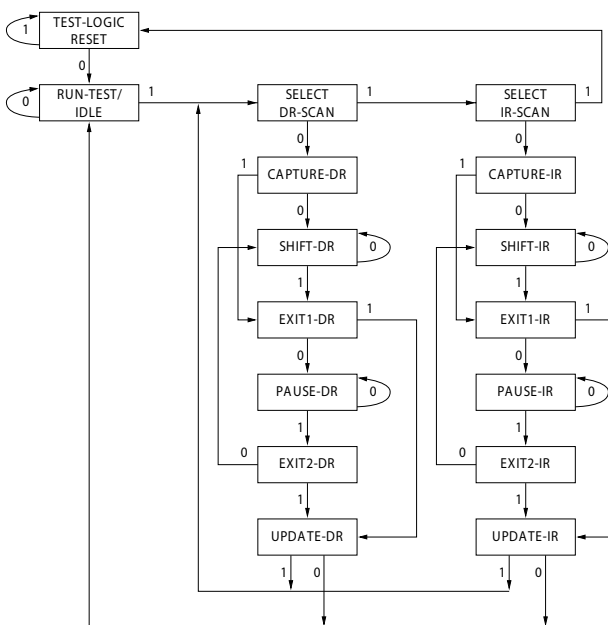 TEST-LOGIC
RESET
1
0
RUN-TEST/
IDLE
0
1
SELECT
DR-SCAN
1
SELECT
IR-SCAN
1
0
0
1
CAPTURE-DR
1
CAPTURE-IR
0
0
SHIFT-DR
0
SHIFT-IR
0
1
1
EXIT1-DR
1
EXIT1-IR
1
0
0
PAUSE-DR
0
PAUSE-IR
0
1
1
0
EXIT2-DR
0
EXIT2-IR
1
1
UPDATE-DR
UPDATE-IR
1
0
1
0